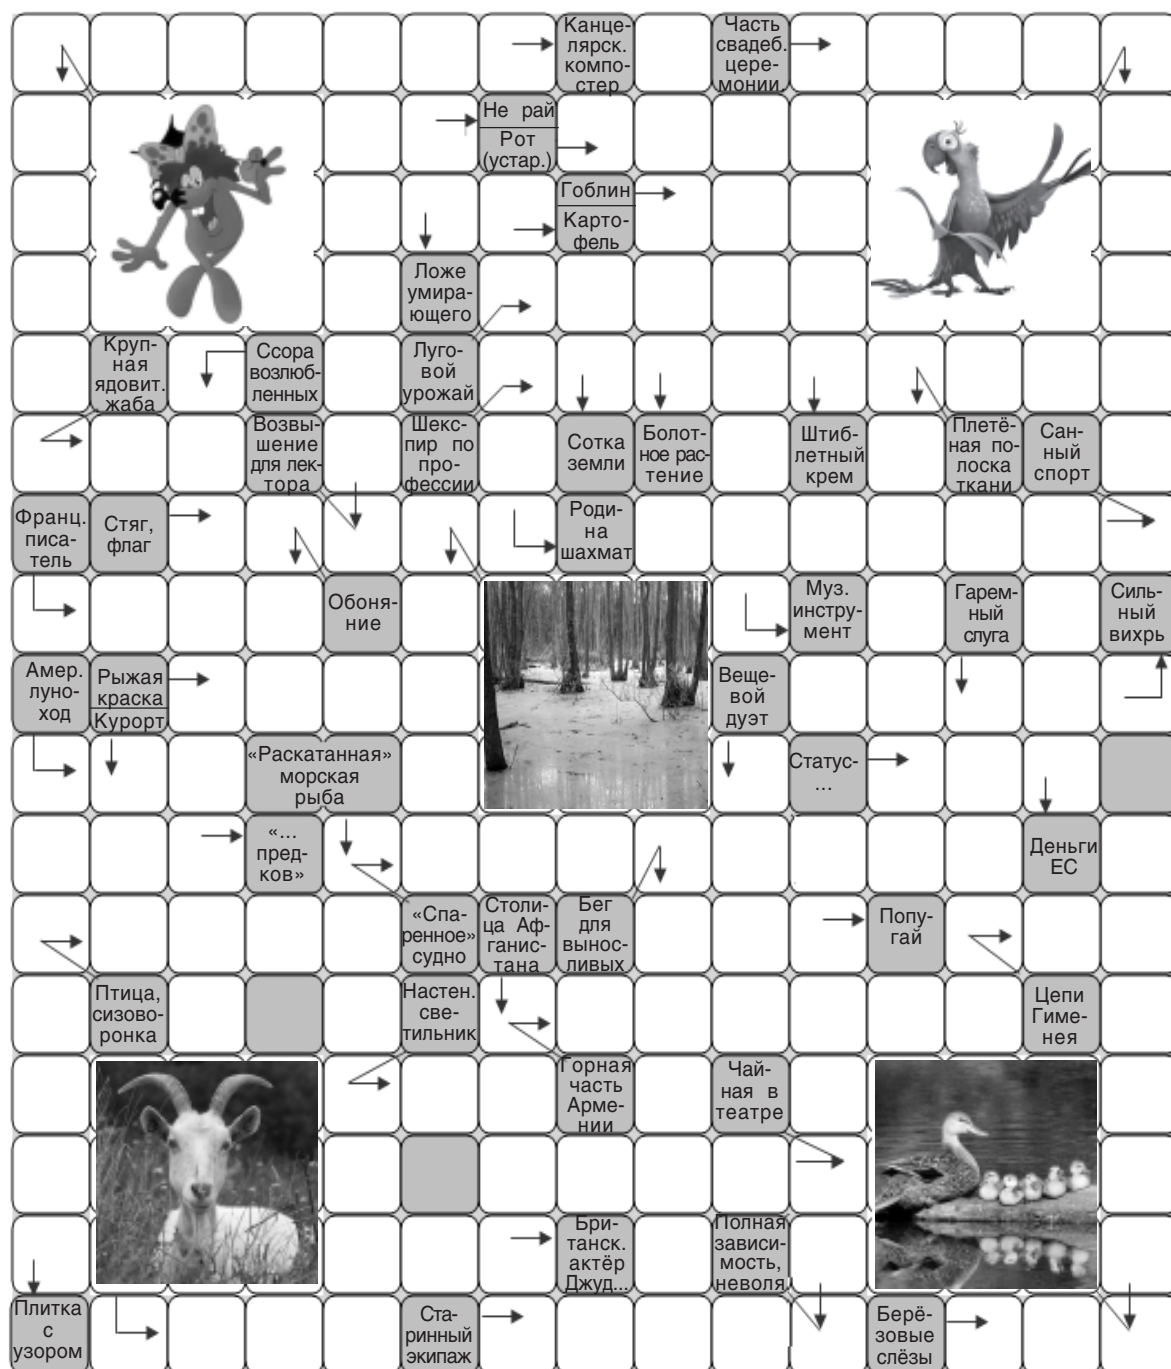 Канце-
лярск.
компо-
стер
Часть
свадеб.
цере-
монии
Не рай
Рот
(устар.)
Гоблин
Карто-
фель
Ложе
умира-
ющего
Круп-
ная
ядовит.
жаба
Ссора
возлюб-
ленных
Луго-
вой
урожай
Возвы-
шение
для лек-
тора
Шекс-
пир по
про-
фессии
Сотка
земли
Болот-
ное рас-
тение
Штиб-
летный
крем
Плетё-
ная по-
лоска
ткани
Сан-
ный
спорт
Франц.
писа-
тель
Стяг,
флаг
Роди-
на
шахмат
Обоня-
ние
Муз.
инстру-
мент
Гарем-
ный
слуга
Силь-
ный
вихрь
Амер.
луно-
ход
Рыжая
краска
Курорт
Веще-
вой
дуэт
«Раскатанная»
морская
рыба
Статус-
...
«...
пред-
ков»
Деньги
ЕС
«Спа-
ренное»
судно
Столи-
ца Аф-
ганис-
тана
Бег
для
вынос-
ливых
Попу-
гай
Птица,
сизово-
ронка
Настен.
све-
тильник
Цепи
Гиме-
нея
Горная
часть
Арме-
нии
Чай-
ная в
театре
Бри-
танск.
актёр
Джуд...
Полная
зависи-
мость,
неволя
Плитка
с
узором
Ста-
ринный
экипаж
Берё-
зовые
слёзы